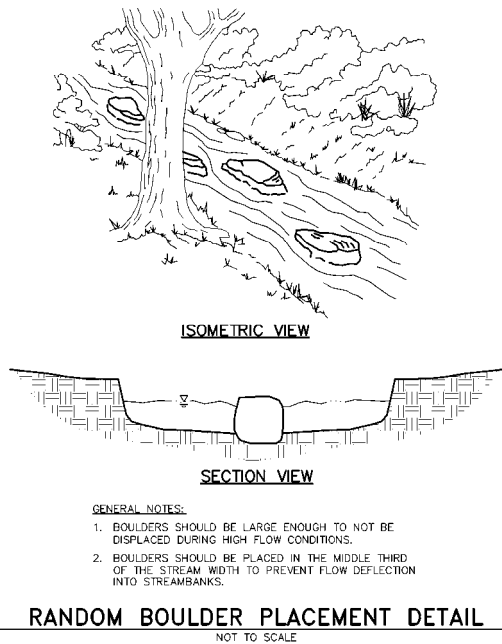 ISOMETRIC VIEW
SECTION VIEW
GENERAL NOTES:
1. BOULDERS SHOULD BE LARGE ENOUGH TO NOT BE
DISPLACED DURING HIGH FLOW CONDITIONS.
2. BOULDERS SHOULD BE PLACED IN THE MIDDLE THIRD
OF THE STREAM WIDTH TO PREVENT FLOW DEFLECTION
INTO STREAMBANKS.
RANDOM BOULDER PLACEMENT DETAIL
NOT TO SCALE